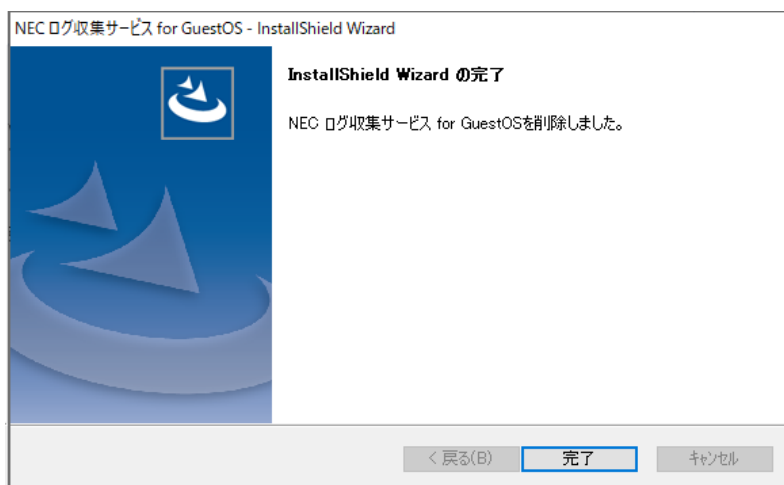 NEC ログ収集サービス for GuestOS - InstallShield Wizard
InstallShield Wizard の完了
NEC ログ収集サービス for GuestOSを削除しました。
< 戻る(B)
完了
キャンセル